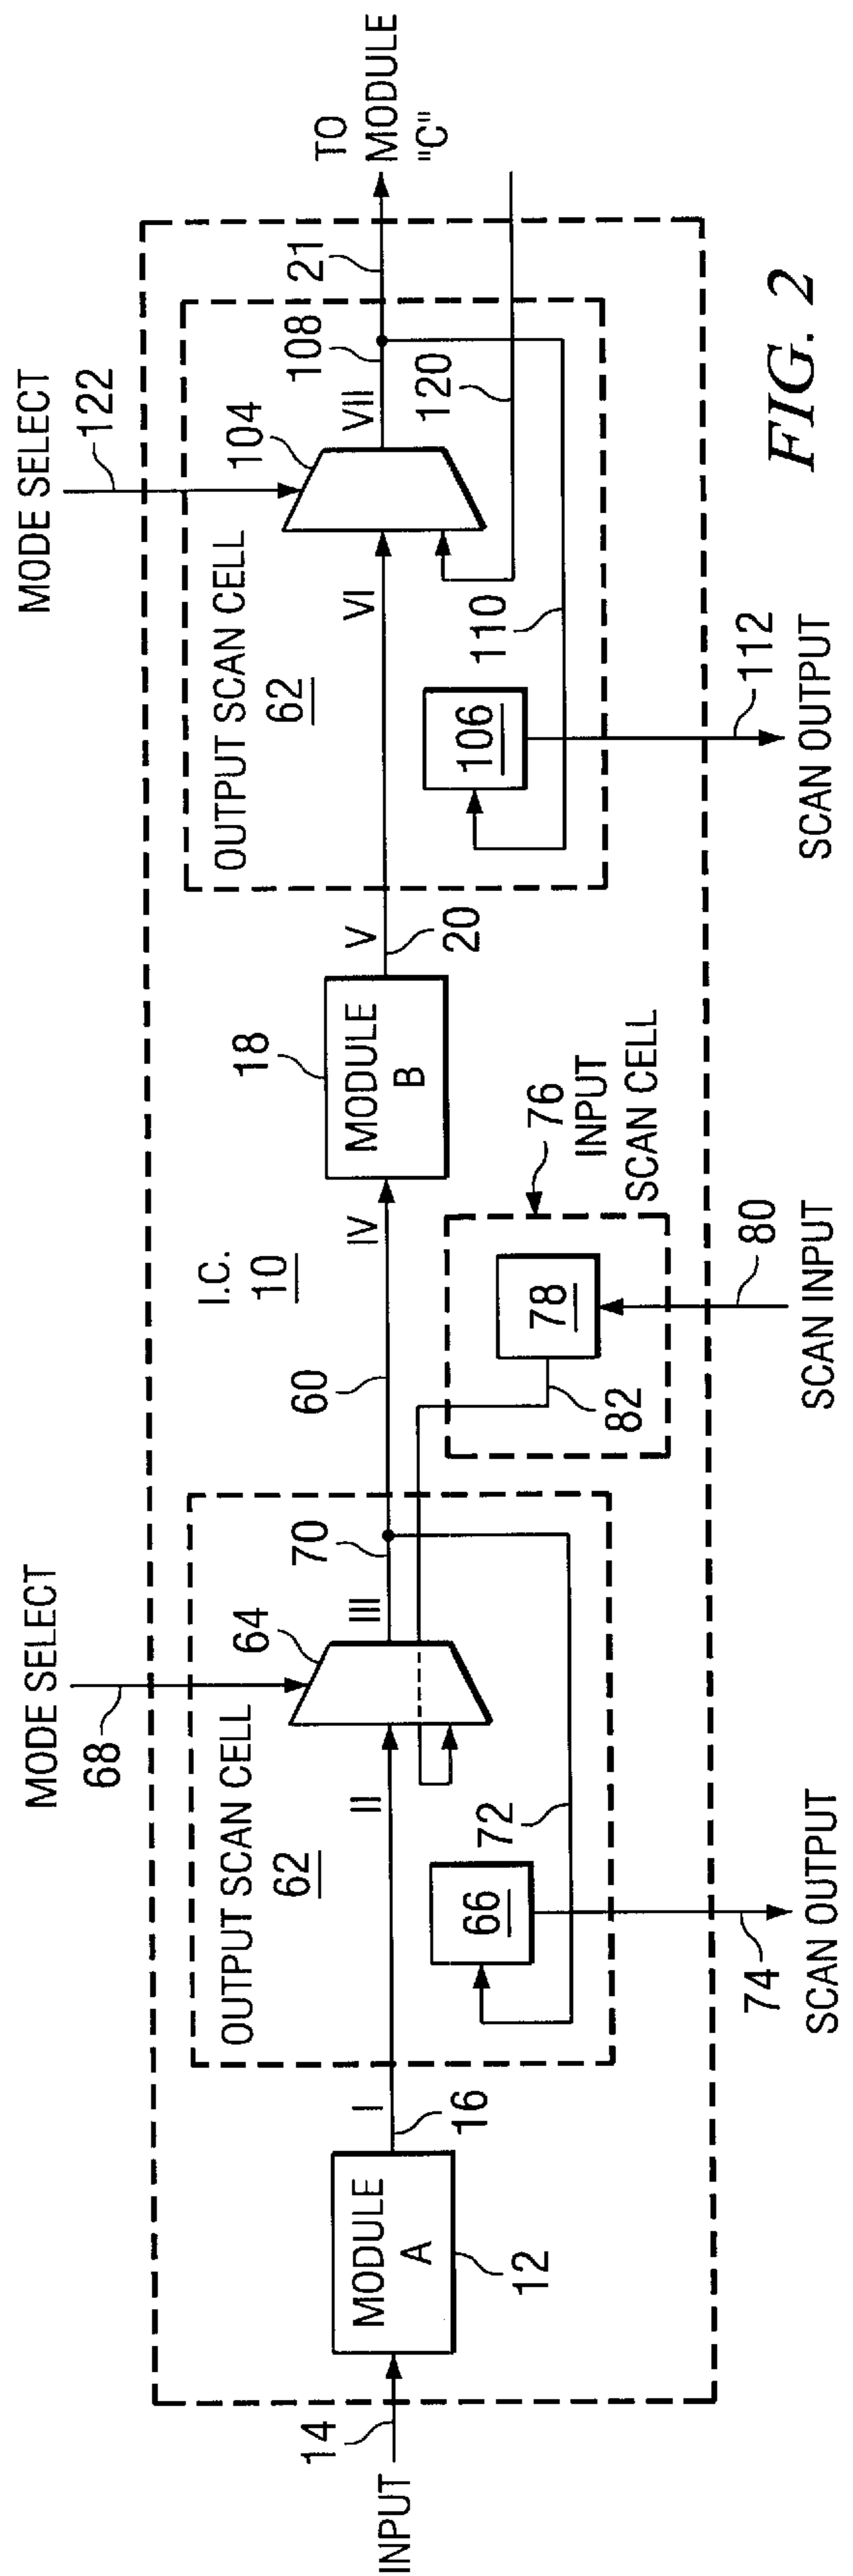 MODE SELECT
68
MODE SELECT
122
OUTPUT SCAN CELL
62
64
I.C.
10
18
OUTPUT SCAN CELL
62
104
INPUT
14
MODULE
A
12
I
16
II
III
70
60
IV
MODULE
B
V
20
VI
VIII
108
21
TO
MODULE
"C"
66
72
78
82
76
INPUT
SCAN CELL
106
110
120
74
SCAN OUTPUT
80
SCAN INPUT
112
SCAN OUTPUT
FIG. 2